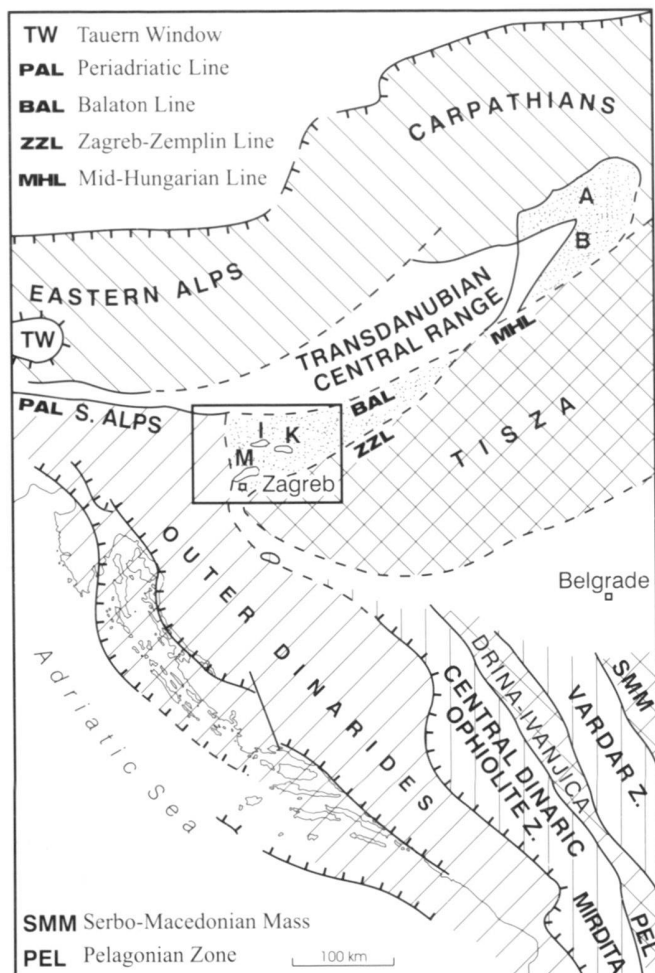 TW Tauern Window
PAL Periadriatic Line
BAL Balaton Line
ZZL Zagreb-Zemplin Line
MHL Mid-Hungarian Line
CARPATHIANS
A
B
EASTERN ALPS
TW
TRANSDANUBIAN
CENTRAL RANGE
MHL
PAL S. ALPS
BAL
ZZL
TISZA
I K
M
Zagreb
OUTER DINARIDES
Belgrade
Adriatic Sea
CENTRAL DINARIC
OPHIOLITE Z.
DRINA-IVANJICA
VARDAR Z.
SMM
MIRDITA
PEL
SMM Serbo-Macedonian Mass
PEL Pelagonian Zone
100 km